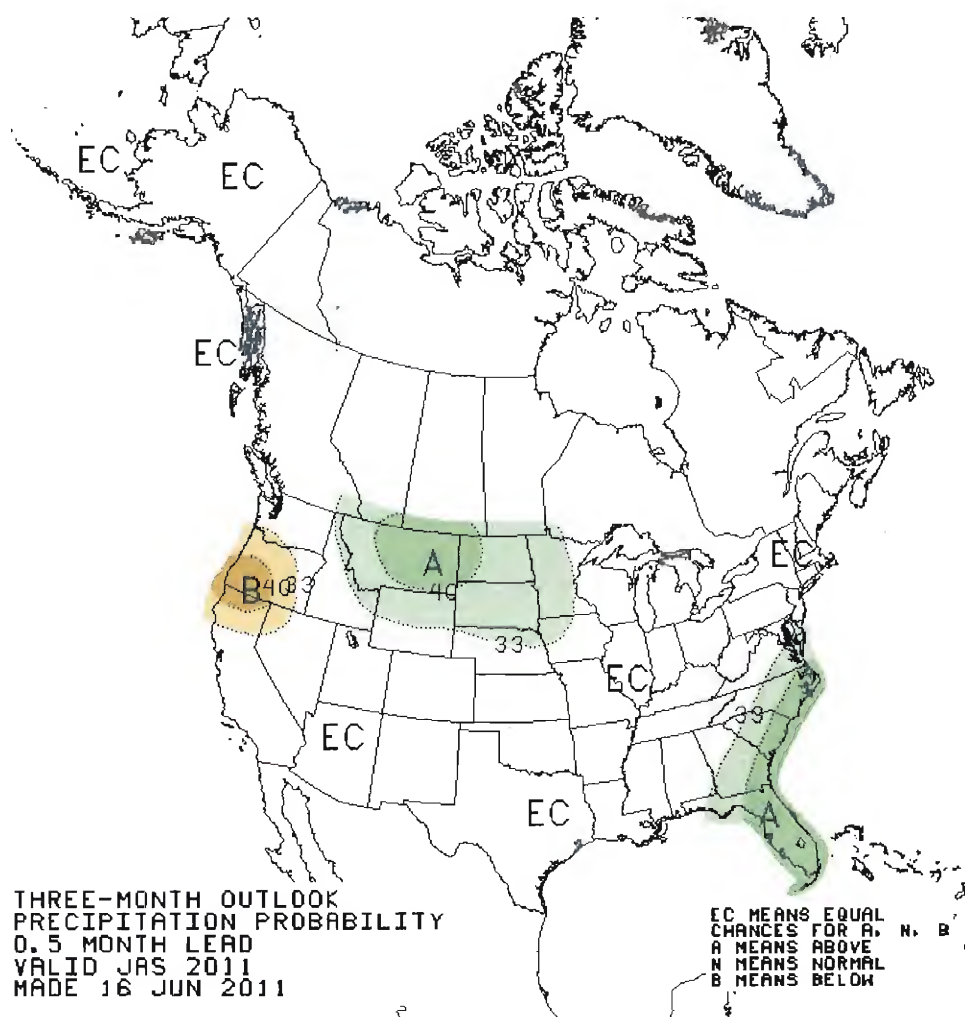 EC
EC
EC
A
40
33
B
40
33
EC
EC
33
EC
A
EC
THREE-MONTH OUTLOOK
PRECIPITATION PROBABILITY
0.5 MONTH LEAD
VALID JAS 2011
MADE 16 JUN 2011
EC MEANS EQUAL
CHANCES FOR A, N, B
A MEANS ABOVE
N MEANS NORMAL
B MEANS BELOW